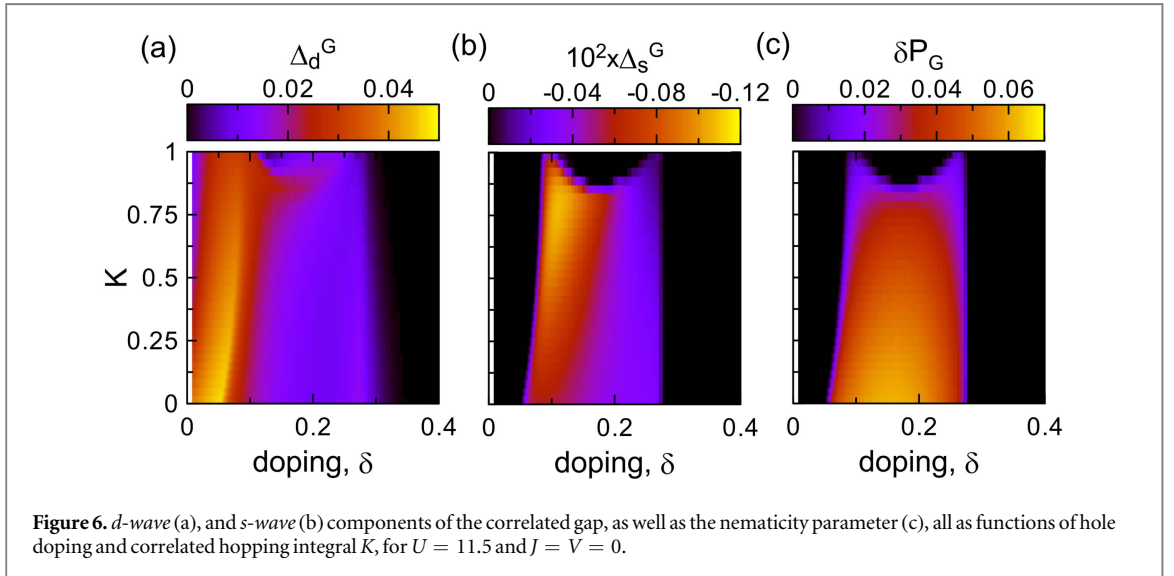 (a) (b) (c)
Δd^G 10²xΔs^G δP_G
0 0.02 0.04 0 -0.04 -0.08 -0.12 0 0.02 0.04 0.06
1
0.75
K 0.5
0.25
0
0 0.2 0.4 0 0.2 0.4 0 0.2 0.4
doping, δ doping, δ doping, δ
Figure 6. d-wave (a), and s-wave (b) components of the correlated gap, as well as the nematicity parameter (c), all as functions of hole
doping and correlated hopping integral K, for U = 11.5 and J = V = 0.